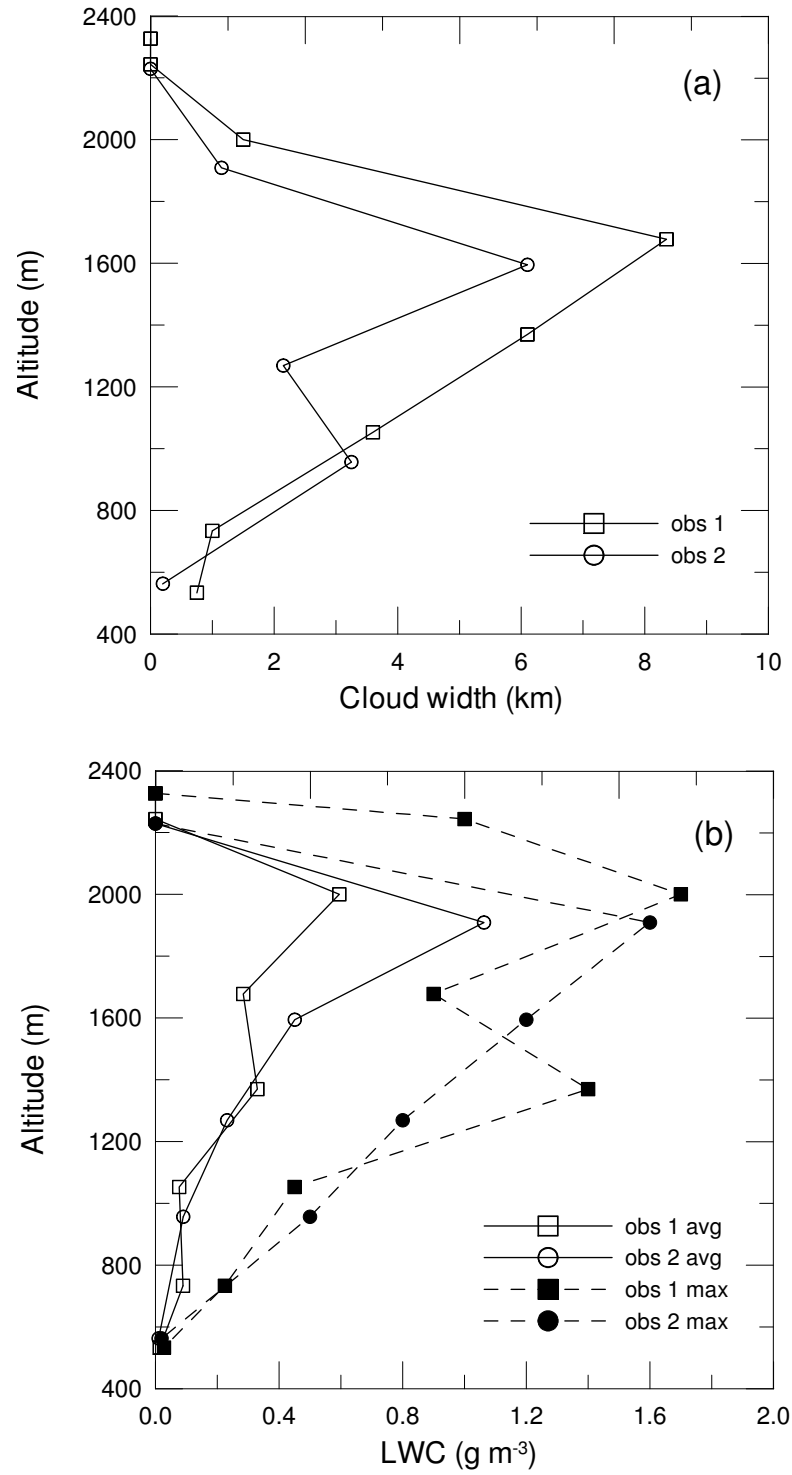 2400
(a)
2000
1600
Altitude (m)
1200
800
obs 1
obs 2
400
0 2 4 6 8 10
Cloud width (km)
2400
(b)
2000
1600
Altitude (m)
1200
obs 1 avg
800
obs 2 avg
obs 1 max
obs 2 max
400
0.0 0.4 0.8 1.2 1.6 2.0
LWC (g m-3)